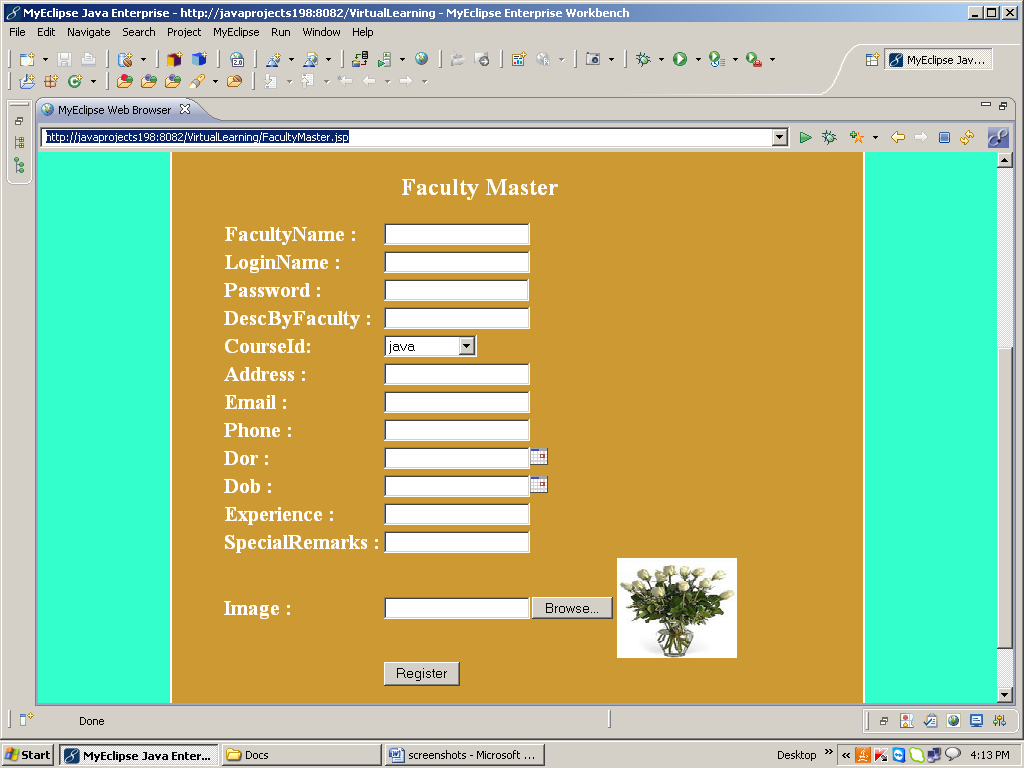 MyEclipse Java Enterprise - http://javaprojects198:8082/VirtualLearning - MyEclipse Enterprise Workbench
File Edit Navigate Search Project MyEclipse Run Window Help
2.0
MyEclipse Jav...
MyEclipse Web Browser
http://javaprojects198:8082/VirtualLearning/FacultyMaster.jsp
Faculty Master
FacultyName :
LoginName :
Password :
DescByFaculty :
CourseId: java
Address :
Email :
Phone :
Dor :
Dob :
Experience :
SpecialRemarks :
Image : Browse...
Register
Done
Start MyEclipse Java Enter... Docs screenshots - Microsoft ... Desktop » « 4:13 PM